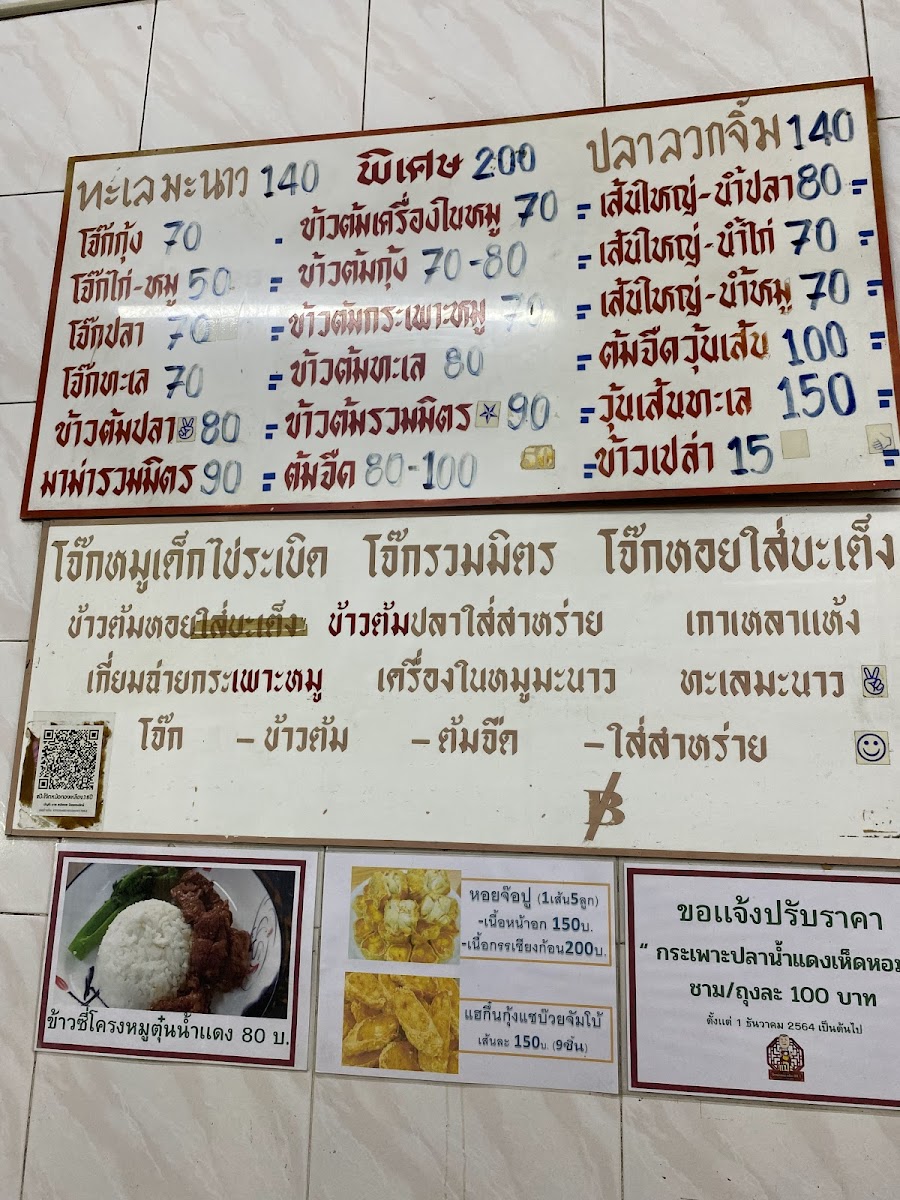 ทะเลมะนาว 140 พิเศษ 200 ปลาลวกจิ้ม 140
โจ๊กกุ้ง 70 ข้าวต้มเครื่องในหมู 70 เส้นใหญ่-น้ำปลา 80
โจ๊กไก่-หมู 50 ข้าวต้มกุ้ง 70-80 เส้นใหญ่-น้ำไก่ 70
โจ๊กปลา 70 ข้าวต้มกระเพาะหมู 70 เส้นใหญ่-น้ำหมู 70
โจ๊กทะเล 70 ข้าวต้มทะเล 80 ต้มจืดวุ้นเส้น 100
ข้าวต้มปลา 80 ข้าวต้มรวมมิตร 90 วุ้นเส้นทะเล 150
มาม่ารวมมิตร 90 ต้มจืด 80-100 ข้าวเปล่า 15
โจ๊กหมูเด็กไข่ระเบิด โจ๊กรวมมิตร โจ๊กหอยใส่บะเต็ง
ข้าวต้มหอยใส่บะเต็ง ข้าวต้มปลาใส่สาหร่าย เกาเหลาแห้ง
เกี่ยมฉ่ายกระเพาะหมู เครื่องในหมูมะนาว ทะเลมะนาว
โจ๊ก - ข้าวต้ม - ต้มจืด - ใส่สาหร่าย
ข้าวซี่โครงหมูตุ๋นน้ำแดง 80 บ.
หอยจ๊อปู (1เส้น5ลูก)
-เนื้อหน้าอก 150บ.
-เนื้อกรรเชียงก้อน200บ.
แฮกึ๊นกุ้งแชบ๊วยจัมโบ้
เส้นละ 150บ. (9ชิ้น)
ขอแจ้งปรับราคา
“ กระเพาะปลาน้ำแดงเห็ดหอม
ชาม/ถุงละ 100 บาท
ตั้งแต่ 1 ธันวาคม 2564 เป็นต้นไป